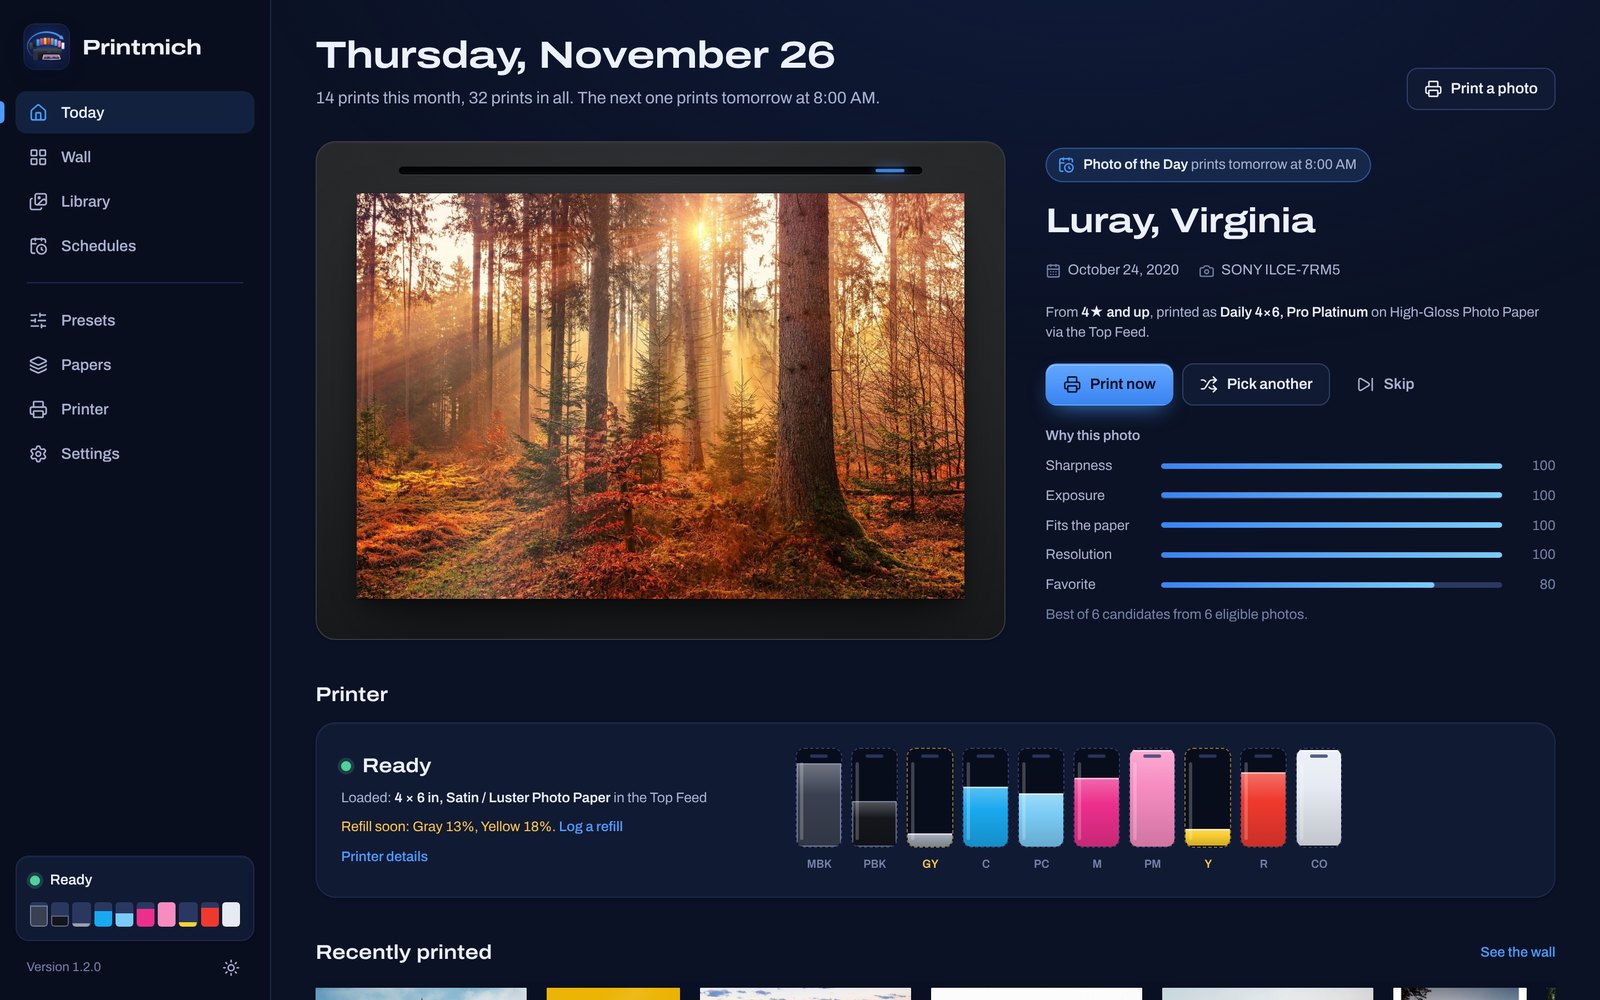 Printmich
Today
Wall
Library
Schedules
Presets
Papers
Printer
Settings
Ready
Version 1.2.0
Thursday, November 26
14 prints this month, 32 prints in all. The next one prints tomorrow at 8:00 AM.
Print a photo
Photo of the Day prints tomorrow at 8:00 AM
Luray, Virginia
October 24, 2020 SONY ILCE-7RM5
From 4★ and up, printed as Daily 4×6, Pro Platinum on High-Gloss Photo Paper
via the Top Feed.
Print now Pick another Skip
Why this photo
Sharpness 100
Exposure 100
Fits the paper 100
Resolution 100
Favorite 80
Best of 6 candidates from 6 eligible photos.
Printer
Ready
Loaded: 4 × 6 in, Satin / Luster Photo Paper in the Top Feed
Refill soon: Gray 13%, Yellow 18%. Log a refill
Printer details
MBK PBK GY C PC M PM Y R CO
Recently printed
See the wall